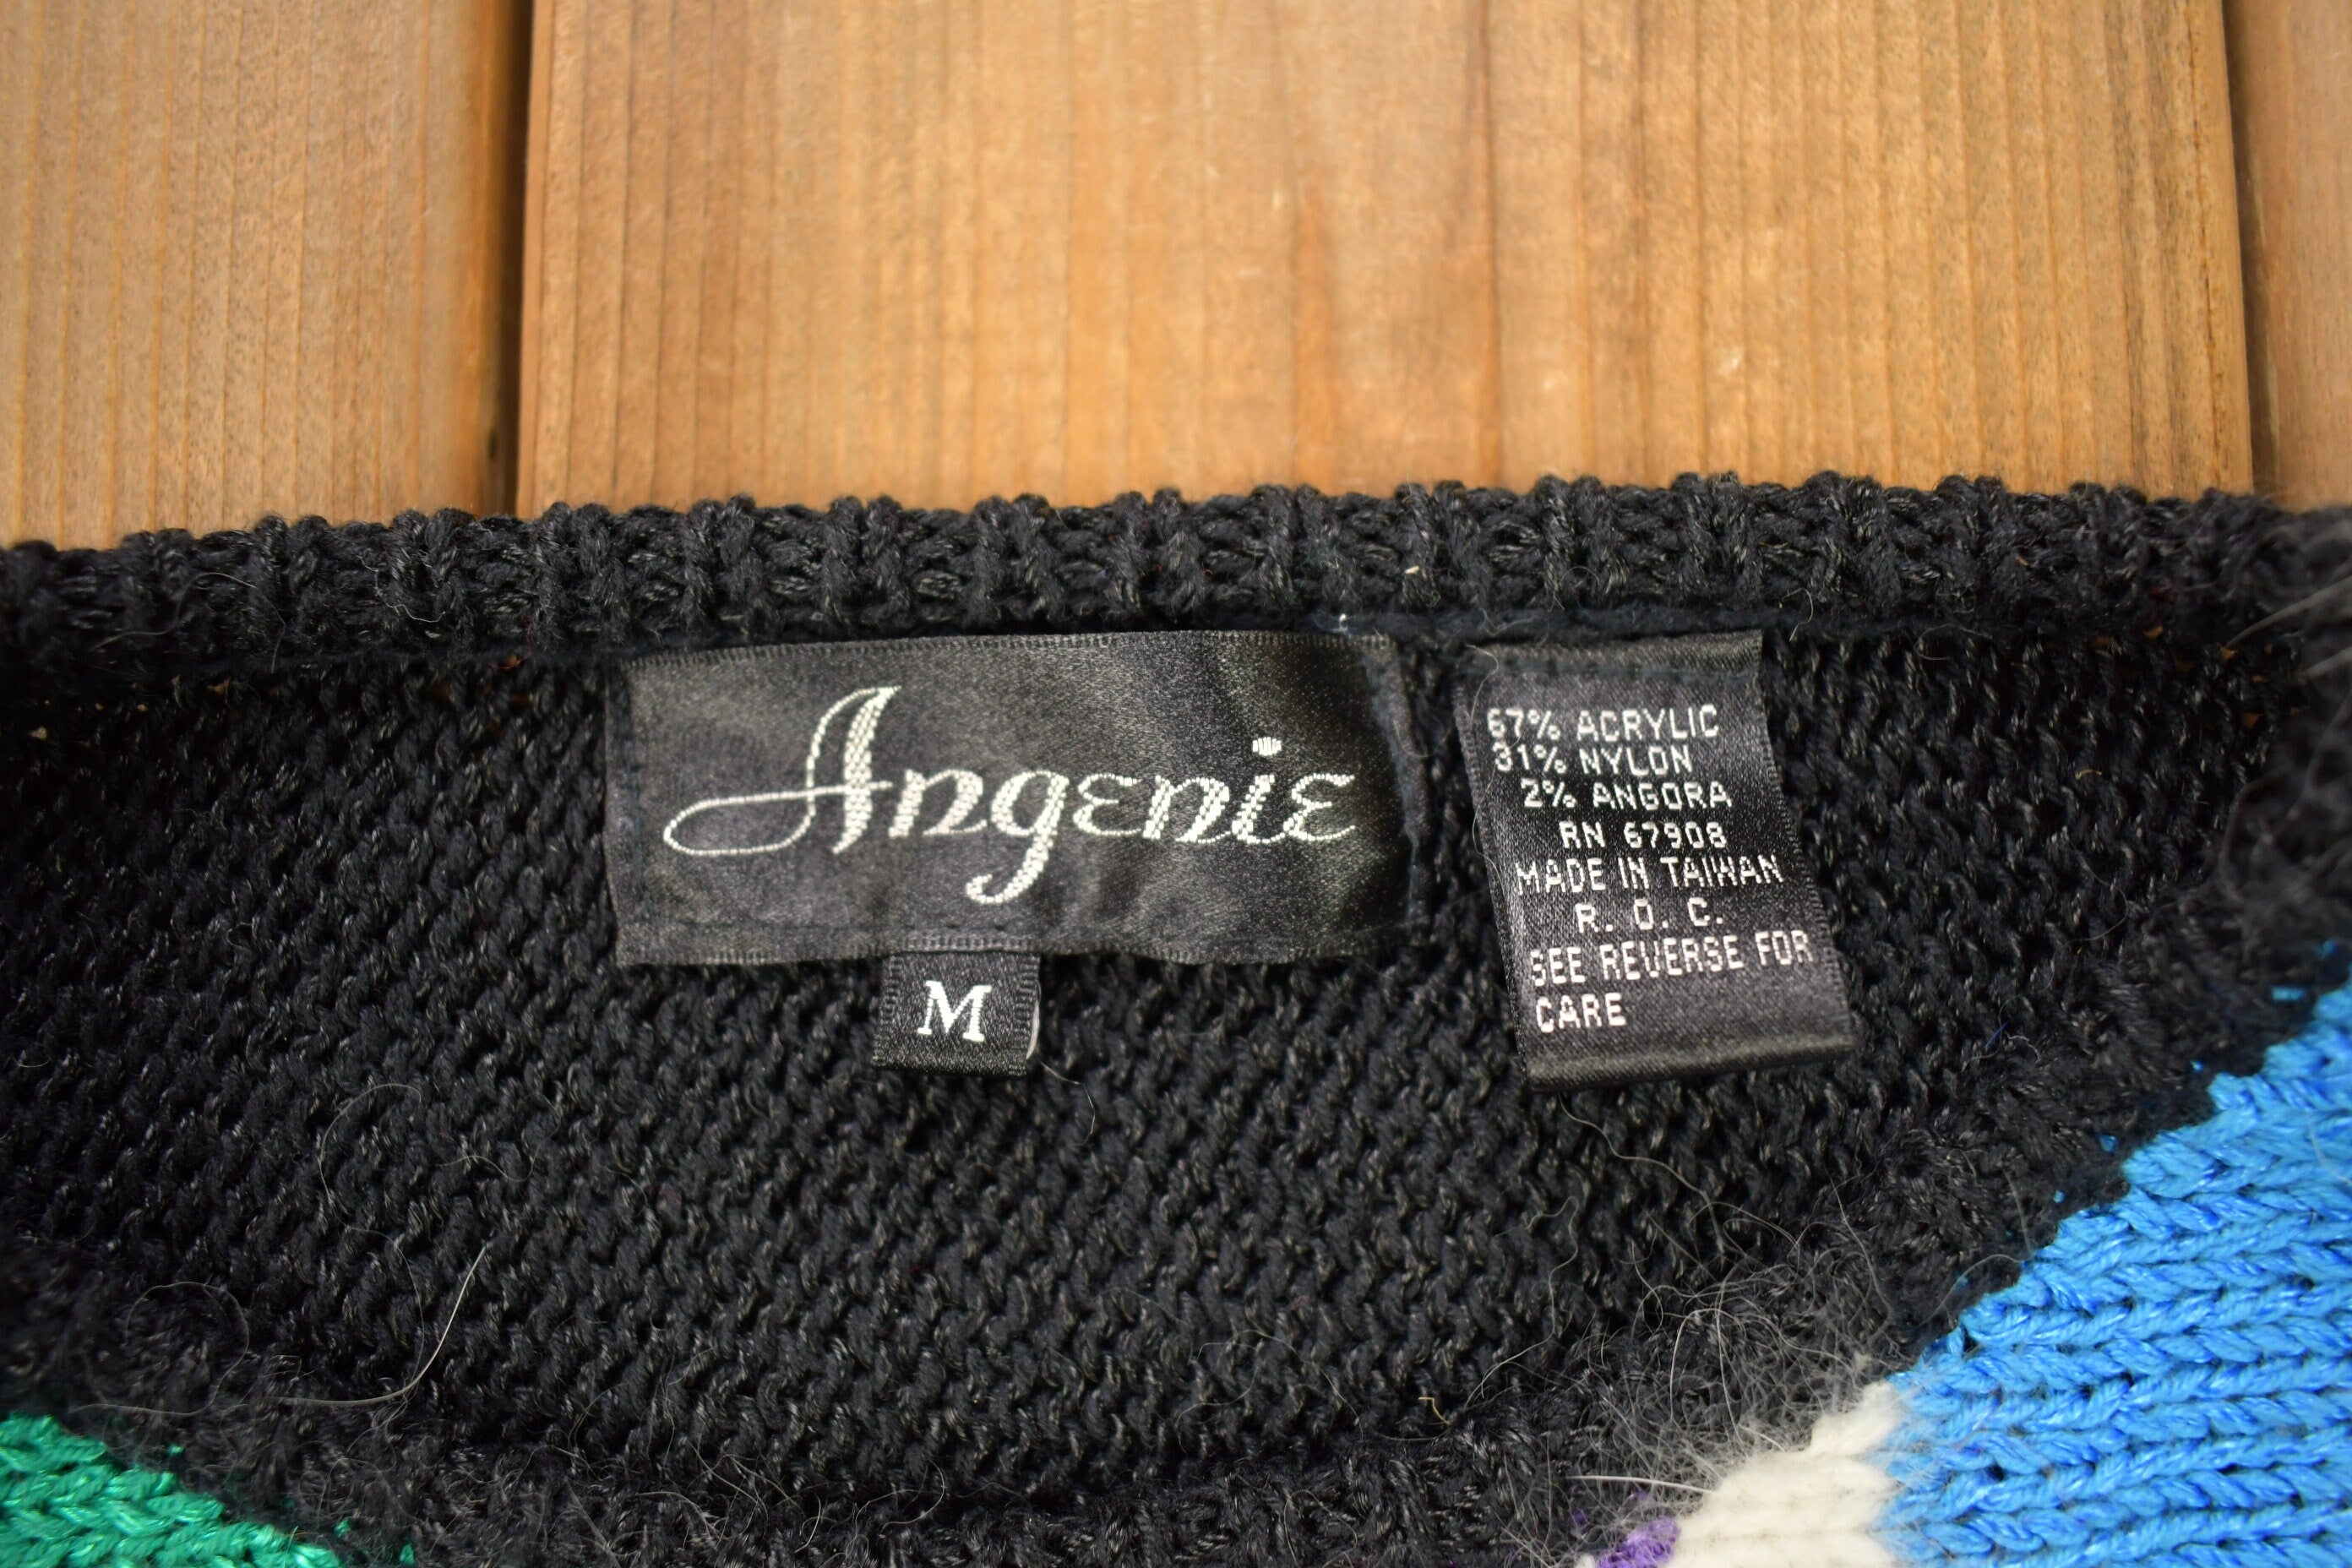 Angenie
M
67% ACRYLIC
31% NYLON
2% ANGORA
RN 67908
MADE IN TAIWAN
R. O. C.
SEE REVERSE FOR
CARE